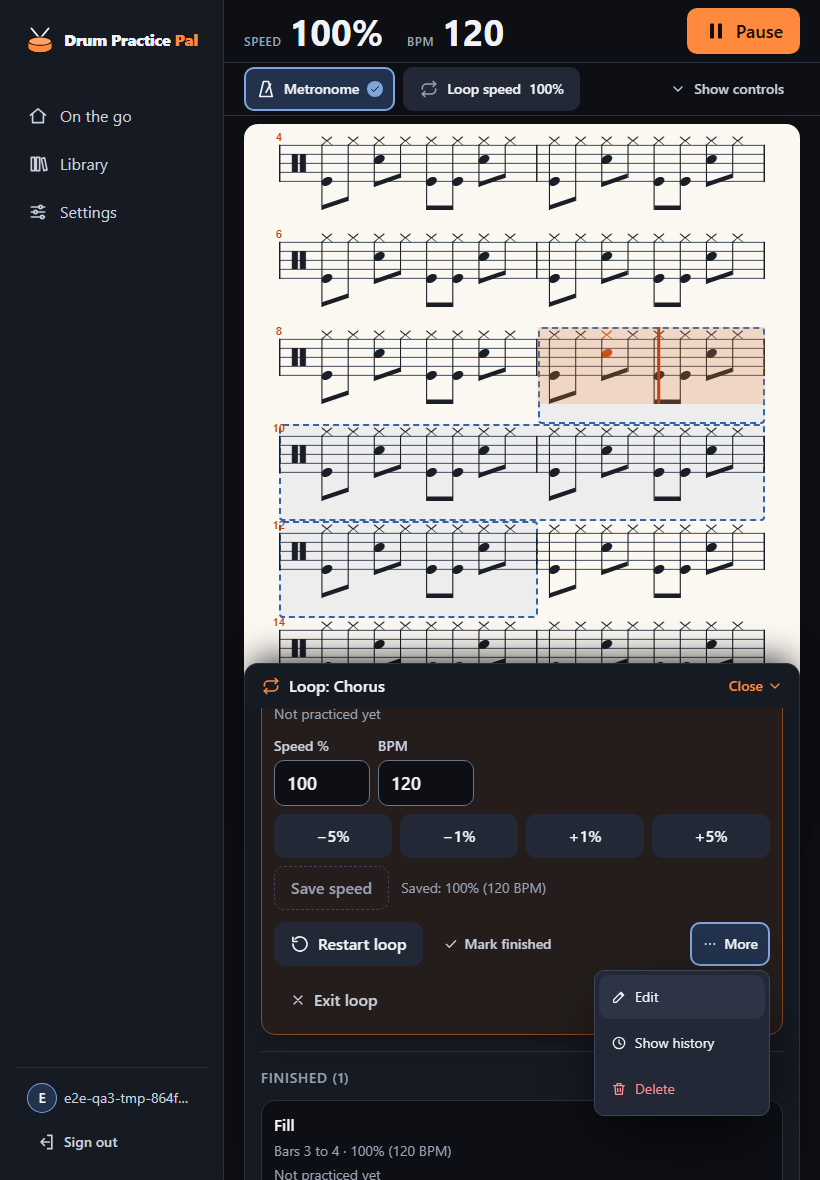 Drum Practice Pal
On the go
Library
Settings
e2e-qa3-tmp-864f...
E
Sign out
SPEED 100% BPM 120
Pause
Metronome
Loop speed 100%
Show controls
4
6
8
10
12
14
Loop: Chorus
Close
Not practiced yet
Speed % BPM
100 120
−5% −1% +1% +5%
Save speed Saved: 100% (120 BPM)
Restart loop Mark finished ··· More
Exit loop
Edit
Show history
Delete
FINISHED (1)
Fill
Bars 3 to 4 · 100% (120 BPM)
Not practiced yet